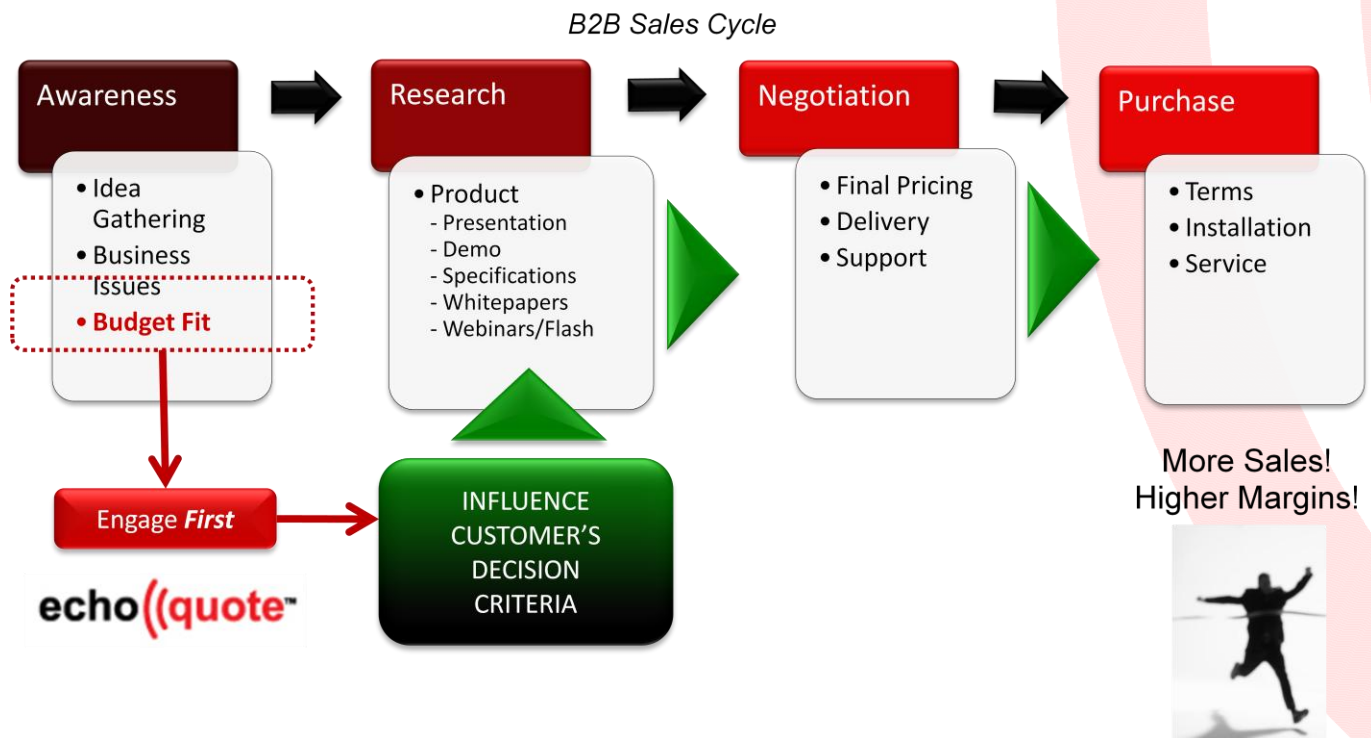 B2B Sales Cycle
Awareness
• Idea
Gathering
• Business
Issues
• Budget Fit
Research
• Product
- Presentation
- Demo
- Specifications
- Whitepapers
- Webinars/Flash
Negotiation
• Final Pricing
• Delivery
• Support
Purchase
• Terms
• Installation
• Service
Engage First
echo((quote™
INFLUENCE
CUSTOMER’S
DECISION
CRITERIA
More Sales!
Higher Margins!